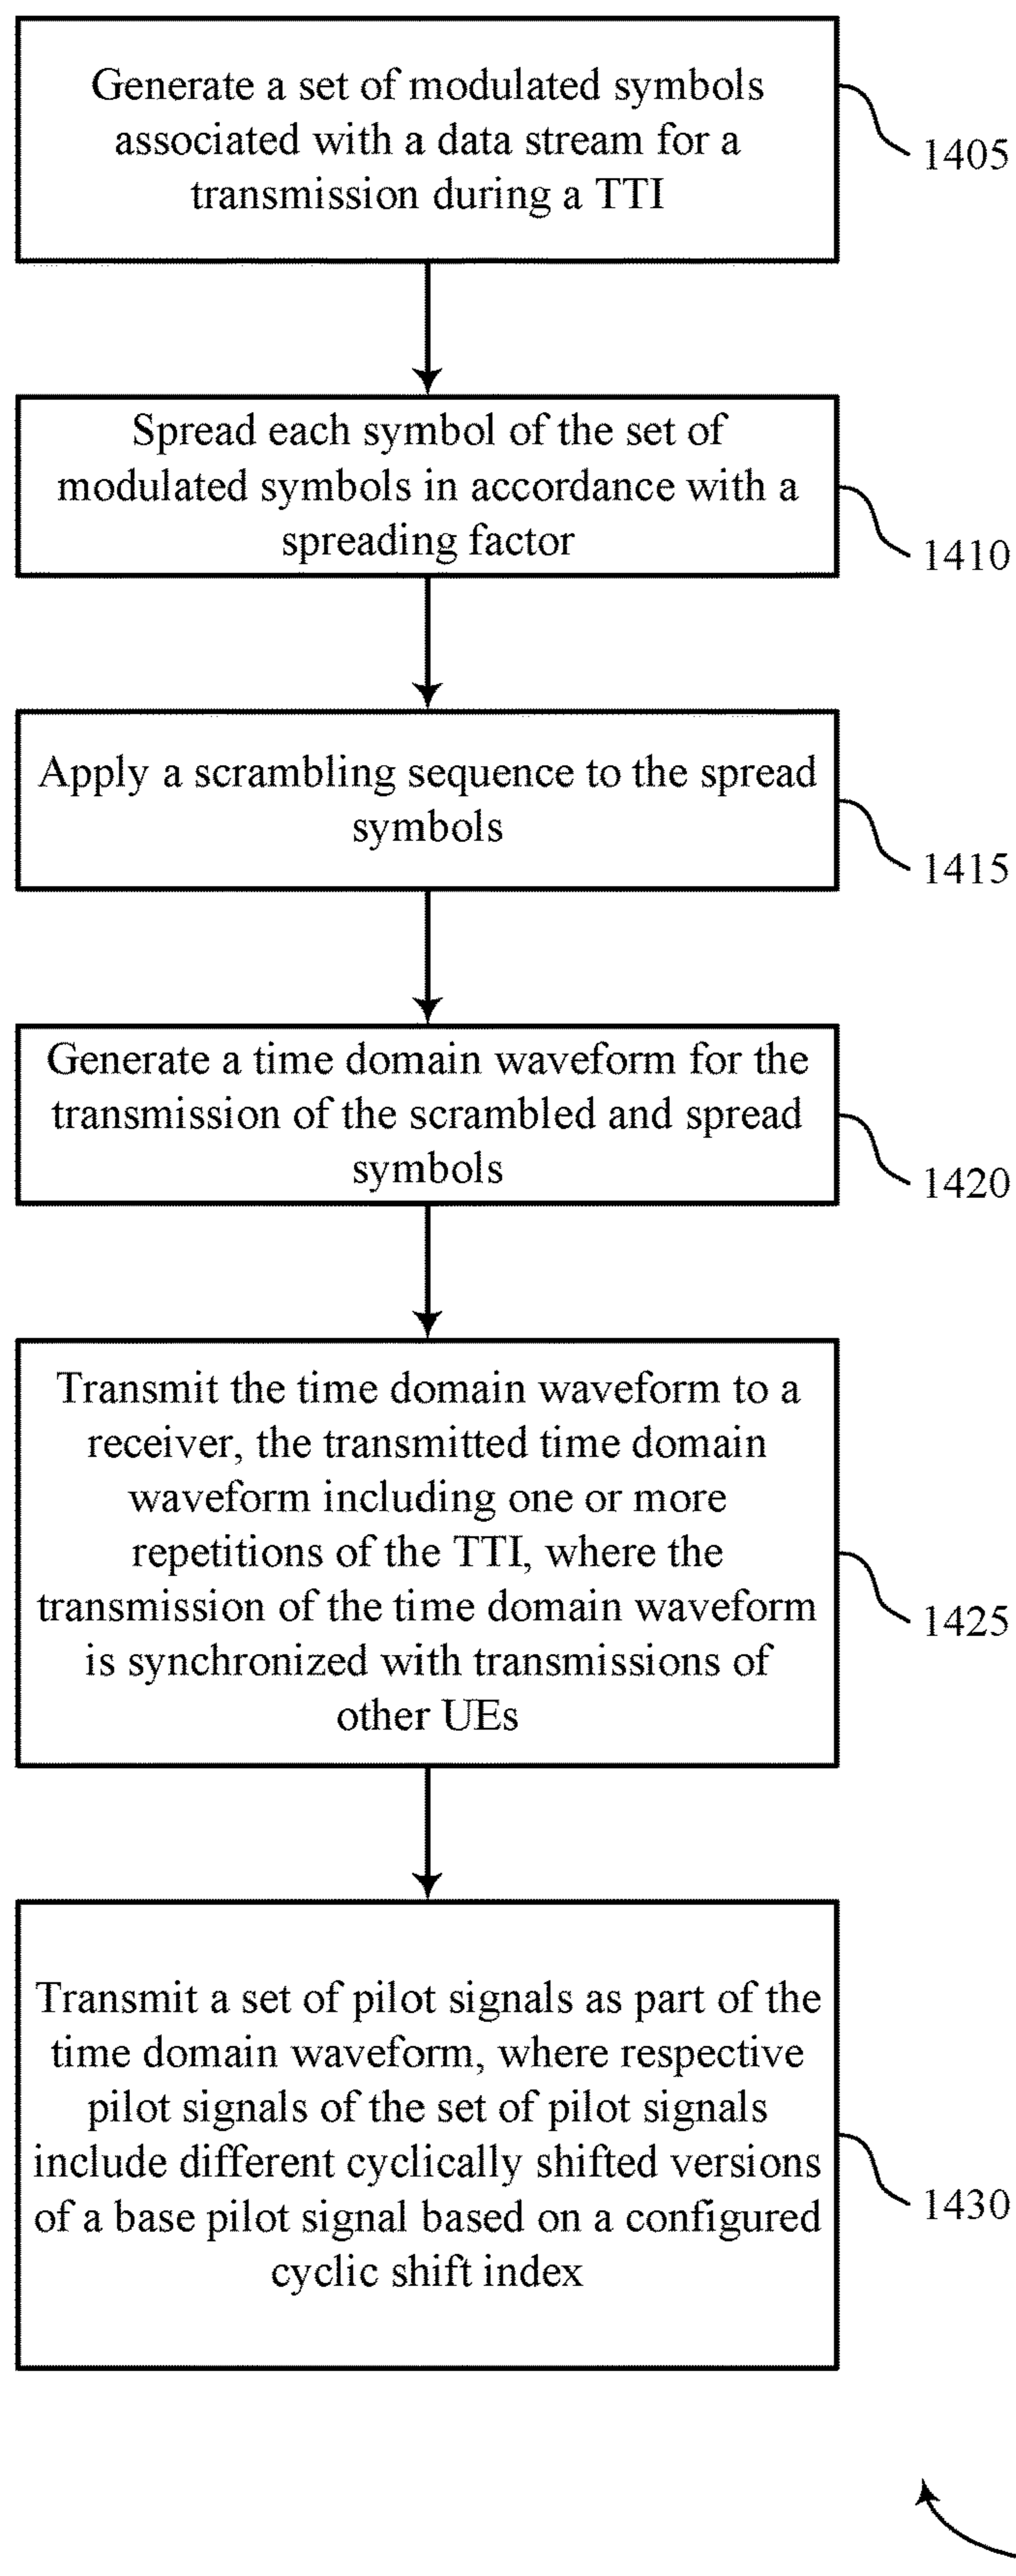 Generate a set of modulated symbols
associated with a data stream for a
transmission during a TTI
1405
Spread each symbol of the set of
modulated symbols in accordance with a
spreading factor
1410
Apply a scrambling sequence to the spread
symbols
1415
Generate a time domain waveform for the
transmission of the scrambled and spread
symbols
1420
Transmit the time domain waveform to a
receiver, the transmitted time domain
waveform including one or more
repetitions of the TTI, where the
transmission of the time domain waveform
is synchronized with transmissions of
other UEs
1425
Transmit a set of pilot signals as part of the
time domain waveform, where respective
pilot signals of the set of pilot signals
include different cyclically shifted versions
of a base pilot signal based on a configured
cyclic shift index
1430